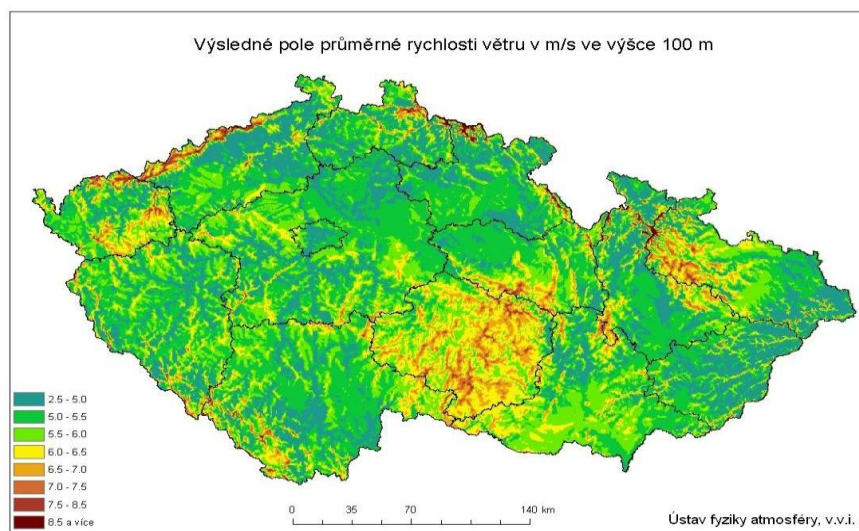 Výsledné pole průměrné rychlosti větru v m/s ve výšce 100 m
2.5 - 5.0
5.0 - 5.5
5.5 - 6.0
6.0 - 6.5
6.5 - 7.0
7.0 - 7.5
7.5 - 8.5
8.5 a více
0 35 70 140 km
Ústav fyziky atmosféry, v.v.i.